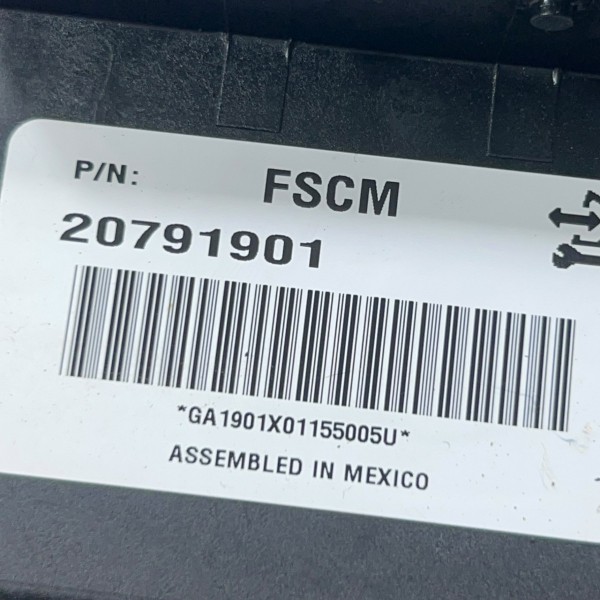 P/N: FSCM
20791901
*GA1901X01155005U*
ASSEMBLED IN MEXICO